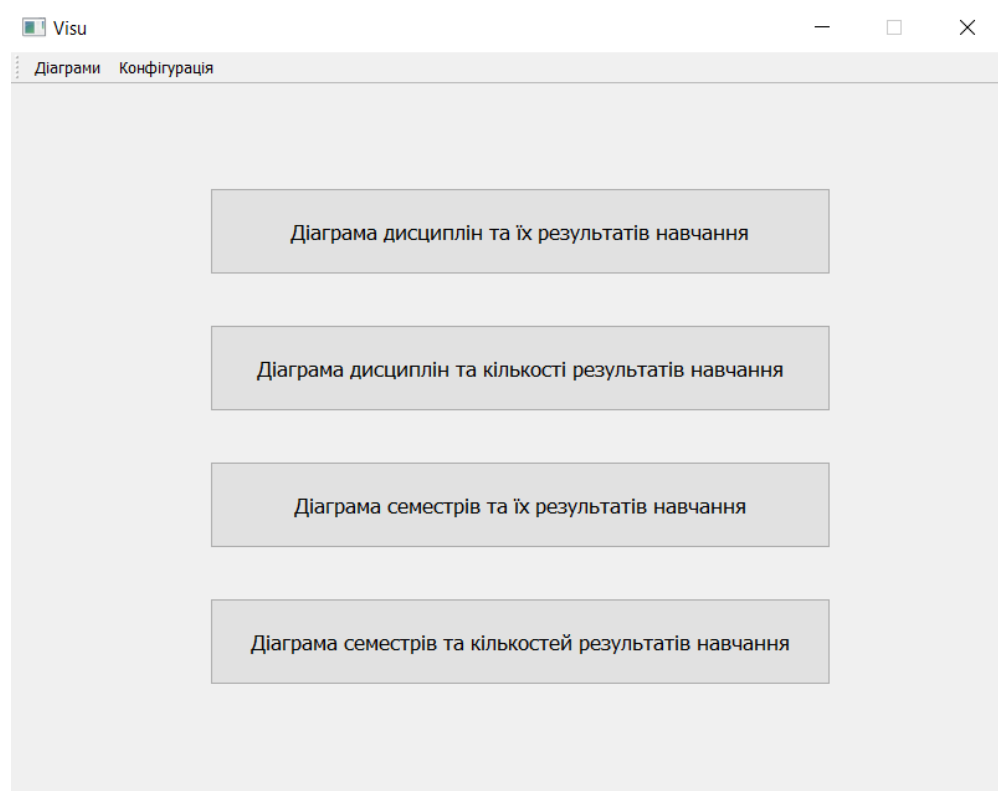 Visu
Діаграми Конфігурація
Діаграма дисциплін та їх результатів навчання
Діаграма дисциплін та кількості результатів навчання
Діаграма семестрів та їх результатів навчання
Діаграма семестрів та кількостей результатів навчання